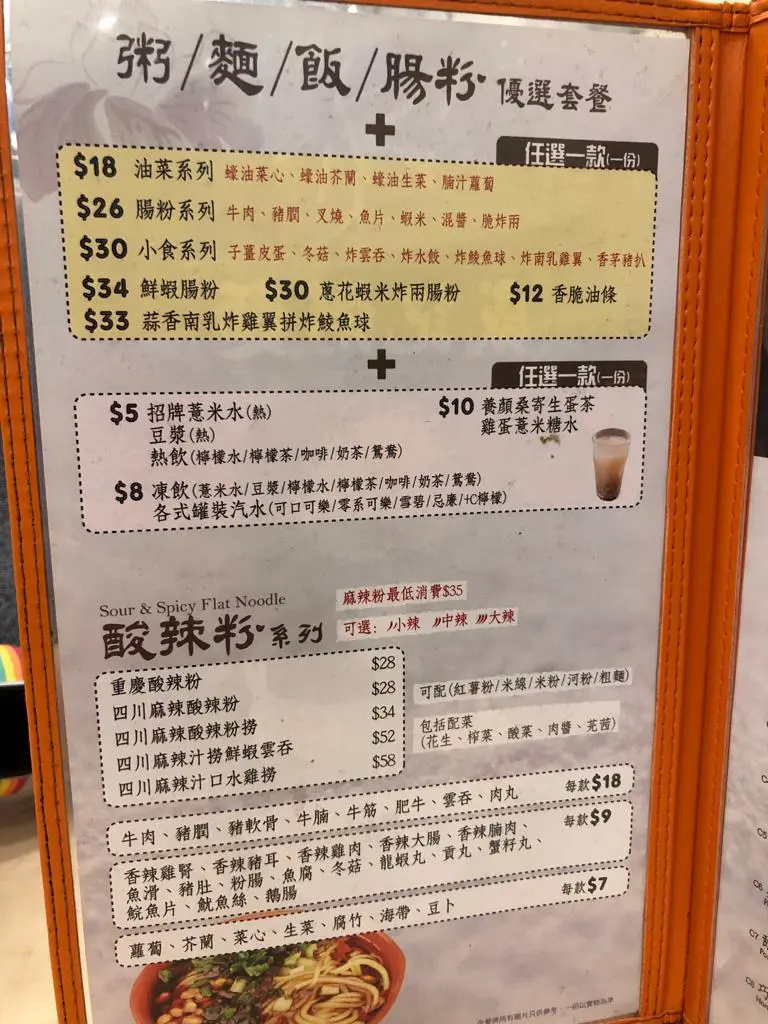 粥/麵/飯/腸粉 優選套餐
+
任選一款(一份)
$18 油菜系列 蠔油菜心、蠔油芥蘭、蠔油生菜、腩汁蘿蔔
$26 腸粉系列 牛肉、豬膶、叉燒、魚片、蝦米、混醬、脆炸兩
$30 小食系列 子薑皮蛋、冬菇、炸雲吞、炸水餃、炸鯪魚球、炸南乳雞翼、香茅豬扒
$34 鮮蝦腸粉 $30 蔥花蝦米炸兩腸粉 $12 香脆油條
$33 蒜香南乳炸雞翼拼炸鯪魚球
+
任選一款(一份)
$5 招牌薏米水(熱)
豆漿(熱)
熱飲(檸檬水/檸檬茶/咖啡/奶茶/鴛鴦)
$10 養顏桑寄生蛋茶
雞蛋薏米糖水
$8 凍飲(薏米水/豆漿/檸檬水/檸檬茶/咖啡/奶茶/鴛鴦)
各式罐裝汽水(可口可樂/零系可樂/雪碧/忌廉/+C檸檬)
Sour & Spicy Flat Noodle
酸辣粉系列
麻辣粉最低消費$35
可選: 小辣 中辣 大辣
重慶酸辣粉 $28
四川麻辣酸辣粉 $28
四川麻辣酸辣粉撈 $34
四川麻辣汁撈鮮蝦雲吞 $52
四川麻辣汁口水雞撈 $58
可配(紅薯粉/米線/米粉/河粉/粗麵)
包括配菜
(花生、榨菜、酸菜、肉醬、芫茜)
牛肉、豬膶、豬軟骨、牛腩、牛筋、肥牛、雲吞、肉丸 每款$18
香辣雞腎、香辣豬耳、香辣雞肉、香辣大腸、香辣腩肉、 每款$9
魚滑、豬肚、粉腸、魚腐、冬菇、龍蝦丸、貢丸、蟹籽丸、
鯇魚片、魷魚絲、鵝腸
蘿蔔、芥蘭、菜心、生菜、腐竹、海帶、豆卜 每款$7
C5
C6
C7
C8